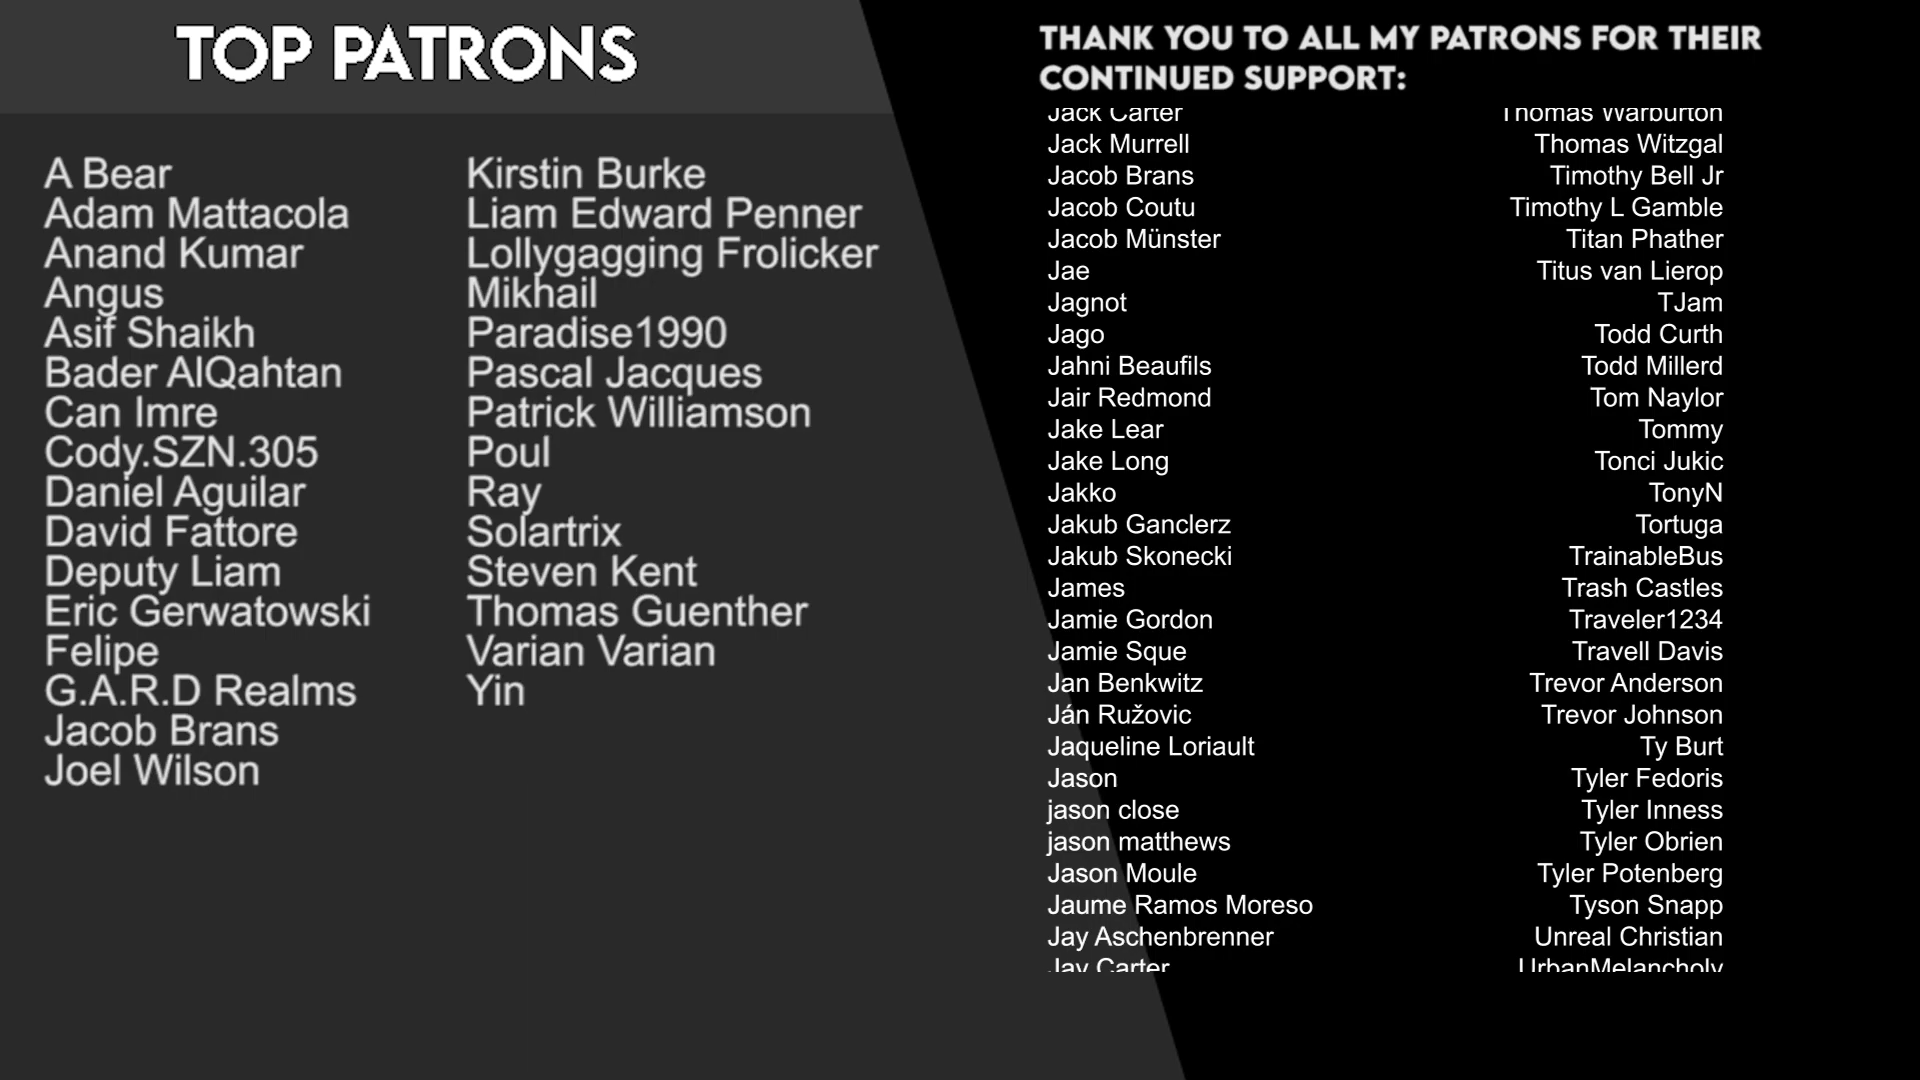 TOP PATRONS
A Bear
Adam Mattacola
Anand Kumar
Angus
Asif Shaikh
Bader AlQahtan
Can Imre
Cody.SZN.305
Daniel Aguilar
David Fattore
Deputy Liam
Eric Gerwatowski
Felipe
G.A.R.D Realms
Jacob Brans
Joel Wilson
Kirstin Burke
Liam Edward Penner
Lollygagging Frolicker
Mikhail
Paradise1990
Pascal Jacques
Patrick Williamson
Poul
Ray
Solartrix
Steven Kent
Thomas Guenther
Varian Varian
Yin
THANK YOU TO ALL MY PATRONS FOR THEIR
CONTINUED SUPPORT:
Jack Carter
Jack Murrell
Jacob Brans
Jacob Coutu
Jacob Münster
Jae
Jagnot
Jago
Jahni Beaufils
Jair Redmond
Jake Lear
Jake Long
Jakko
Jakub Ganclerz
Jakub Skonecki
James
Jamie Gordon
Jamie Sque
Jan Benkwitz
Ján Ružovic
Jaqueline Loriault
Jason
jason close
jason matthews
Jason Moule
Jaume Ramos Moreso
Jay Aschenbrenner
Jay Carter
Thomas Warburton
Thomas Witzgal
Timothy Bell Jr
Timothy L Gamble
Titan Phather
Titus van Lierop
TJam
Todd Curth
Todd Millerd
Tom Naylor
Tommy
Tonci Jukic
TonyN
Tortuga
TrainableBus
Trash Castles
Traveler1234
Travell Davis
Trevor Anderson
Trevor Johnson
Ty Burt
Tyler Fedoris
Tyler Inness
Tyler Obrien
Tyler Potenberg
Tyson Snapp
Unreal Christian
UrbanMelancholy